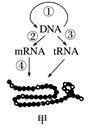 ①
DNA
② ③
mRNA tRNA
④
甲